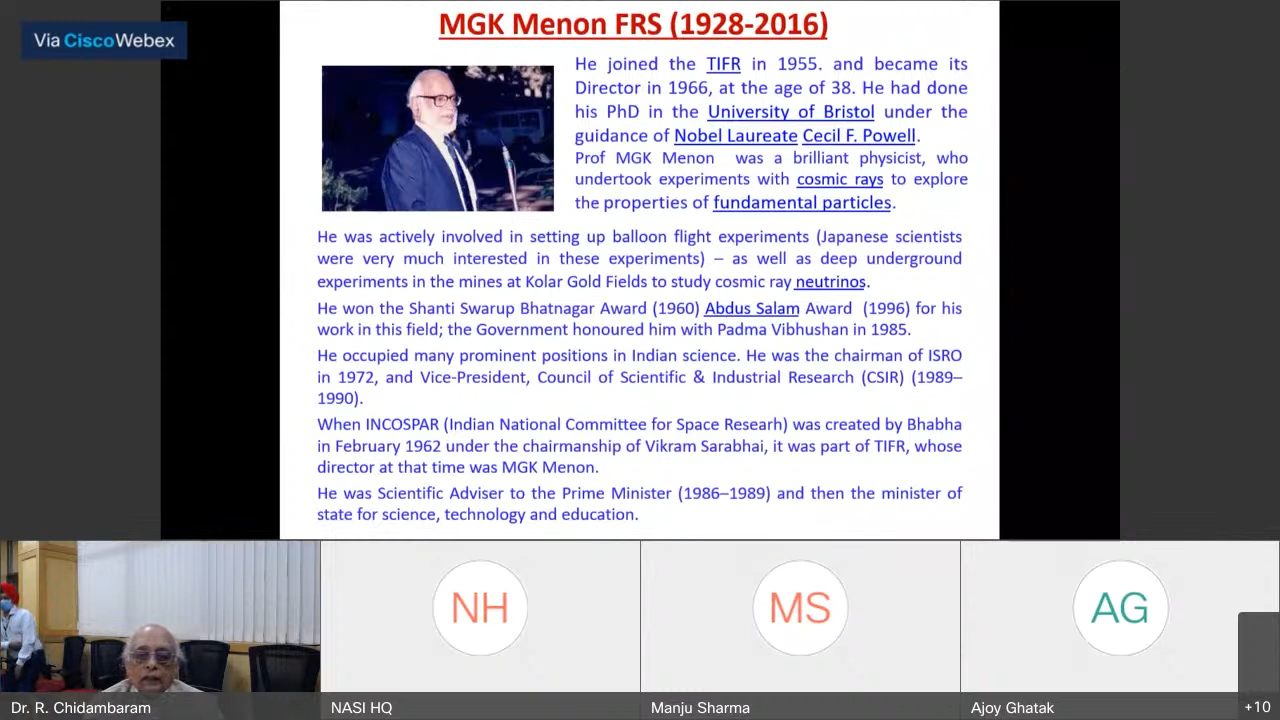 Via Cisco Webex
MGK Menon FRS (1928-2016)
He joined the TIFR in 1955. and became its
Director in 1966, at the age of 38. He had done
his PhD in the University of Bristol under the
guidance of Nobel Laureate Cecil F. Powell.
Prof MGK Menon was a brilliant physicist, who
undertook experiments with cosmic rays to explore
the properties of fundamental particles.
He was actively involved in setting up balloon flight experiments (Japanese scientists
were very much interested in these experiments) – as well as deep underground
experiments in the mines at Kolar Gold Fields to study cosmic ray neutrinos.
He won the Shanti Swarup Bhatnagar Award (1960) Abdus Salam Award (1996) for his
work in this field; the Government honoured him with Padma Vibhushan in 1985.
He occupied many prominent positions in Indian science. He was the chairman of ISRO
in 1972, and Vice-President, Council of Scientific & Industrial Research (CSIR) (1989–
1990).
When INCOSPAR (Indian National Committee for Space Researh) was created by Bhabha
in February 1962 under the chairmanship of Vikram Sarabhai, it was part of TIFR, whose
director at that time was MGK Menon.
He was Scientific Adviser to the Prime Minister (1986–1989) and then the minister of
state for science, technology and education.
NH
MS
AG
Dr. R. Chidambaram
NASI HQ
Manju Sharma
Ajoy Ghatak
+10